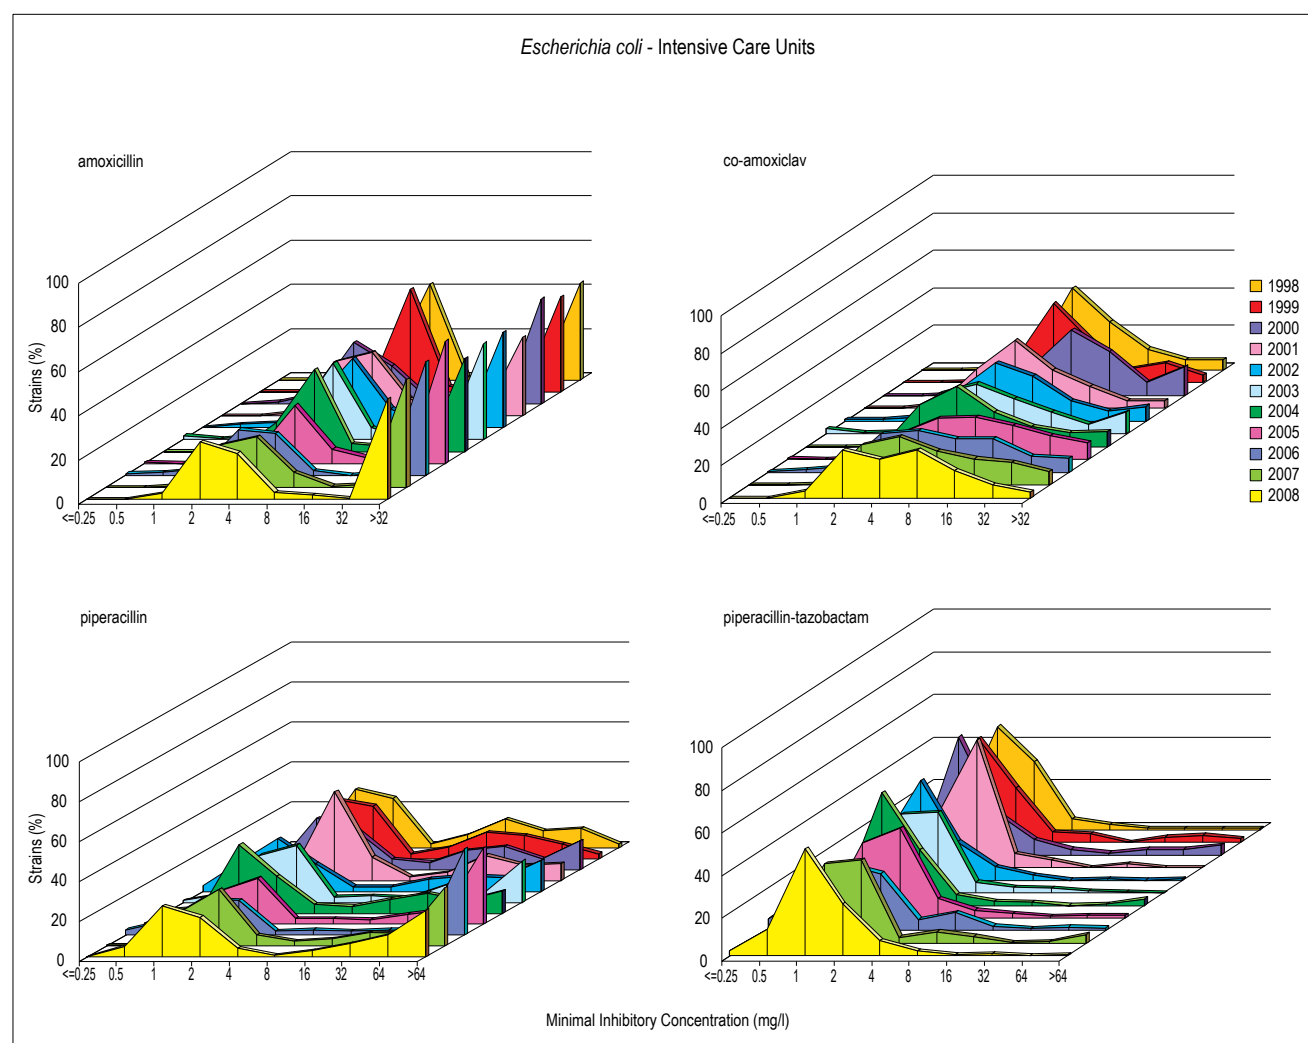 Escherichia coli - Intensive Care Units
amoxicillin
co-amoxiclav
Strains (%)
100
80
60
40
20
0
<=0.25 0.5 1 2 4 8 16 32 >32
100
80
60
40
20
0
<=0.25 0.5 1 2 4 8 16 32 >32
1998
1999
2000
2001
2002
2003
2004
2005
2006
2007
2008
piperacillin
piperacillin-tazobactam
Strains (%)
100
80
60
40
20
0
<=0.25 0.5 1 2 4 8 16 32 64 >64
100
80
60
40
20
0
<=0.25 0.5 1 2 4 8 16 32 64 >64
Minimal Inhibitory Concentration (mg/l)